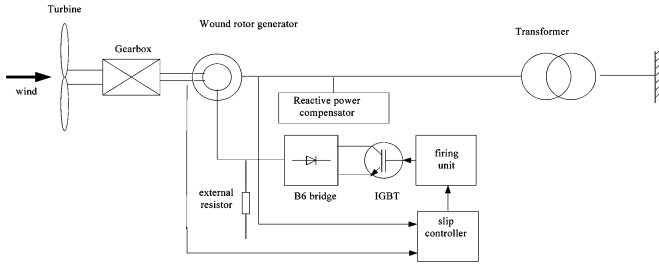 Turbine
Wound rotor generator
Transformer
Gearbox
wind
Reactive power
compensator
firing
unit
external
resistor
B6 bridge
IGBT
slip
controller